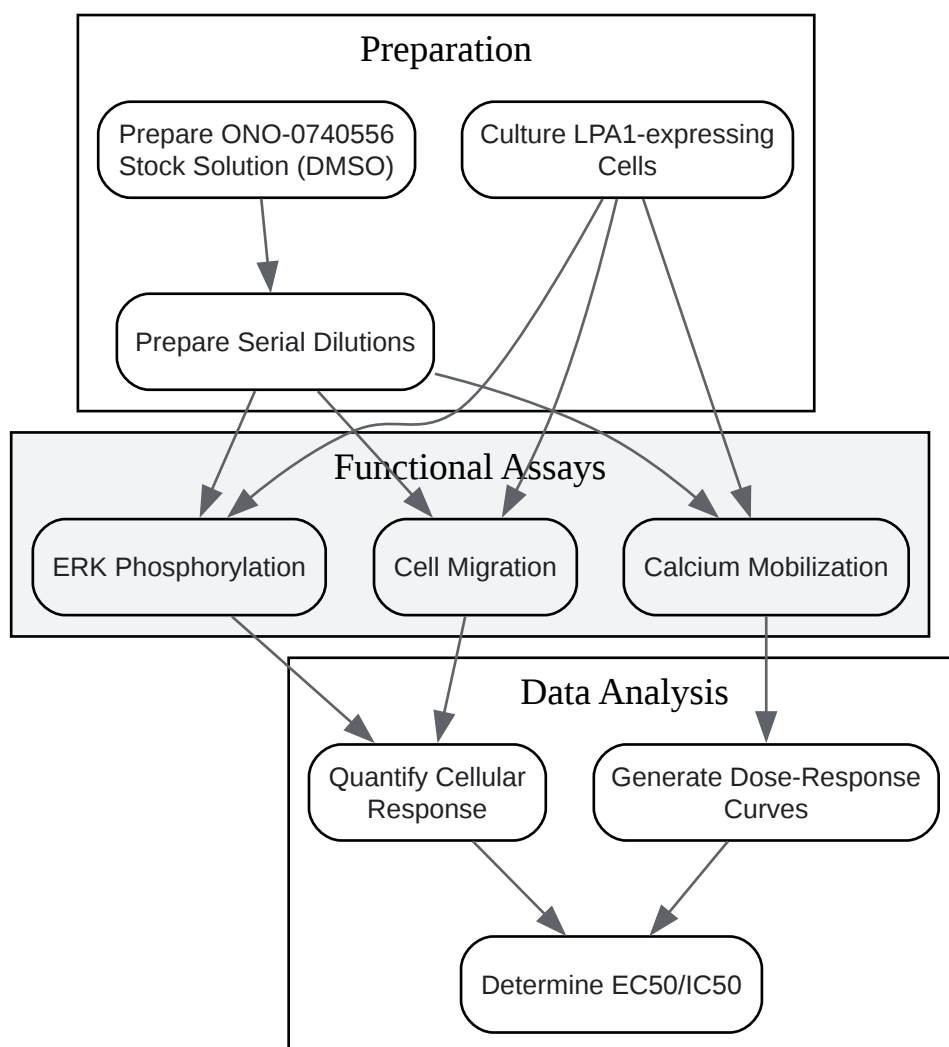 Preparation
Prepare ONO-0740556
Stock Solution (DMSO)
Culture LPA1-expressing
Cells
Prepare Serial Dilutions
Functional Assays
ERK Phosphorylation
Cell Migration
Calcium Mobilization
Data Analysis
Quantify Cellular
Response
Generate Dose-Response
Curves
Determine EC50/IC50